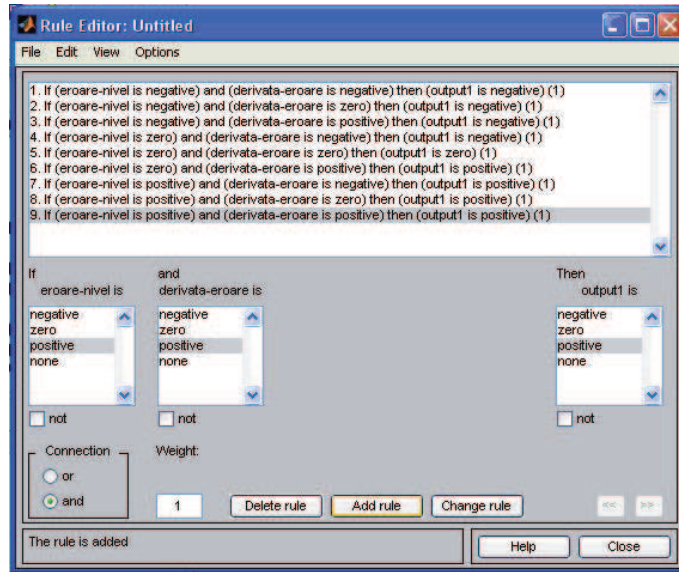 Rule Editor: Untitled
File Edit View Options
1. If (eroare-nivel is negative) and (derivata-eroare is negative) then (output1 is negative) (1)
2. If (eroare-nivel is negative) and (derivata-eroare is zero) then (output1 is negative) (1)
3. If (eroare-nivel is negative) and (derivata-eroare is positive) then (output1 is negative) (1)
4. If (eroare-nivel is zero) and (derivata-eroare is negative) then (output1 is negative) (1)
5. If (eroare-nivel is zero) and (derivata-eroare is zero) then (output1 is zero) (1)
6. If (eroare-nivel is zero) and (derivata-eroare is positive) then (output1 is positive) (1)
7. If (eroare-nivel is positive) and (derivata-eroare is negative) then (output1 is positive) (1)
8. If (eroare-nivel is positive) and (derivata-eroare is zero) then (output1 is positive) (1)
9. If (eroare-nivel is positive) and (derivata-eroare is positive) then (output1 is positive) (1)
If
eroare-nivel is
negative
zero
positive
none
not
and
derivata-eroare is
negative
zero
positive
none
not
Then
output1 is
negative
zero
positive
none
not
Connection
or
and
Weight:
1
Delete rule
Add rule
Change rule
<<
>>
The rule is added
Help
Close